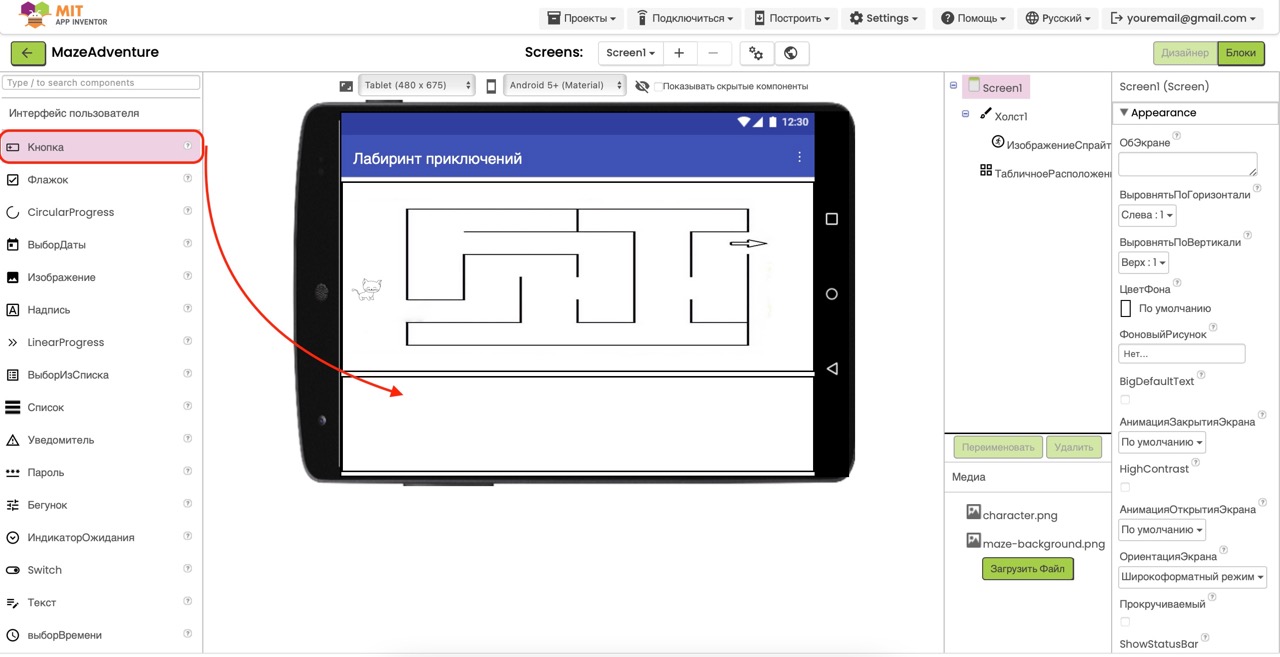 MIT
APP INVENTOR
Проекты
Подключиться
Построить
Settings
Помощь
Русский
youremail@gmail.com
MazeAdventure
Screens:
Screen1
Дизайнер
Блоки
Type / to search components
Интерфейс пользователя
Кнопка
Флажок
CircularProgress
ВыборДаты
Изображение
Надпись
LinearProgress
ВыборИзСписка
Список
Уведомитель
Пароль
Бегунок
ИндикаторОжидания
Switch
Текст
выборВремени
Tablet (480 x 675)
Android 5+ (Material)
Показывать скрытые компоненты
12:30
Лабиринт приключений
Screen1
Холст1
ИзображениеСпрайт
ТабличноеРасположен
Переименовать
Удалить
Медиа
character.png
maze-background.png
Загрузить Файл
Screen1 (Screen)
Appearance
ОбЭкране
ВыровнятьПоГоризонтали
Слева : 1
ВыровнятьПоВертикали
Верх : 1
ЦветФона
По умолчанию
ФоновыйРисунок
Нет...
BigDefaultText
АнимацияЗакрытияЭкрана
По умолчанию
HighContrast
АнимацияОткрытияЭкрана
По умолчанию
ОриентацияЭкрана
Широкоформатный режим
Прокручиваемый
ShowStatusBar